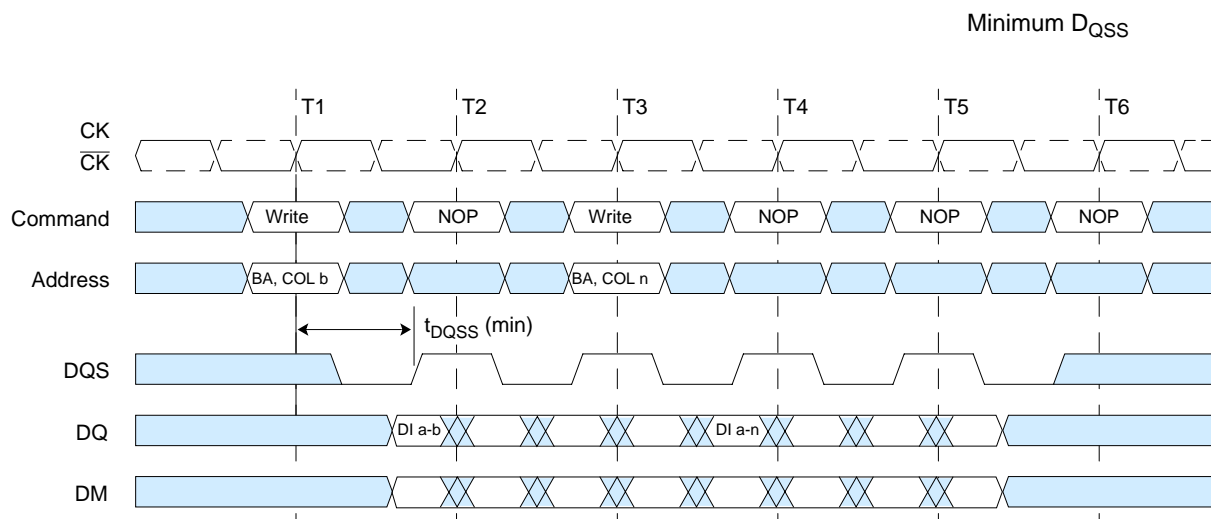 Minimum DQSS
T1 T2 T3 T4 T5 T6
CK
CK
Command Write NOP Write NOP NOP NOP
Address BA, COL b BA, COL n
tDQSS (min)
DQS
DQ DI a-b DI a-n
DM